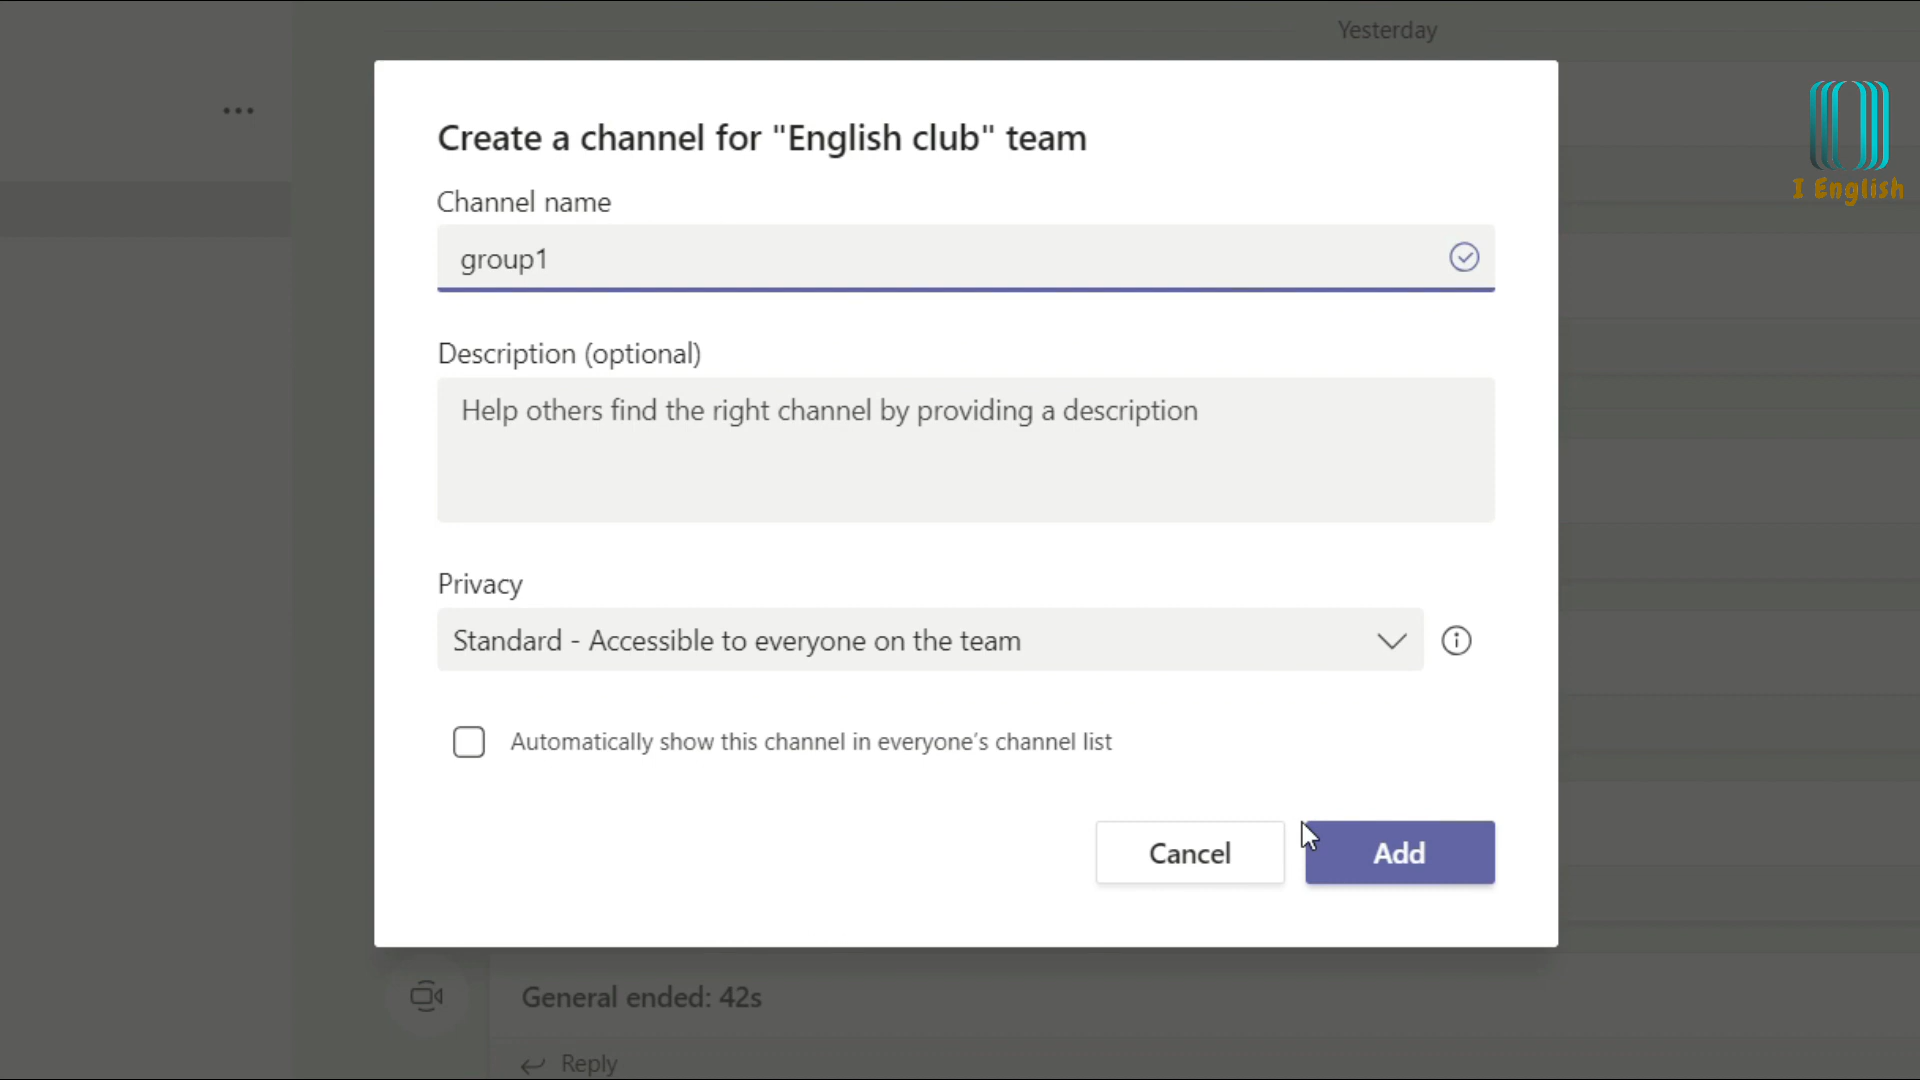 Yesterday
Create a channel for "English club" team
I English
Channel name
group1
Description (optional)
Help others find the right channel by providing a description
Privacy
Standard - Accessible to everyone on the team
Automatically show this channel in everyone's channel list
Cancel
Add
General ended: 42s
Reply